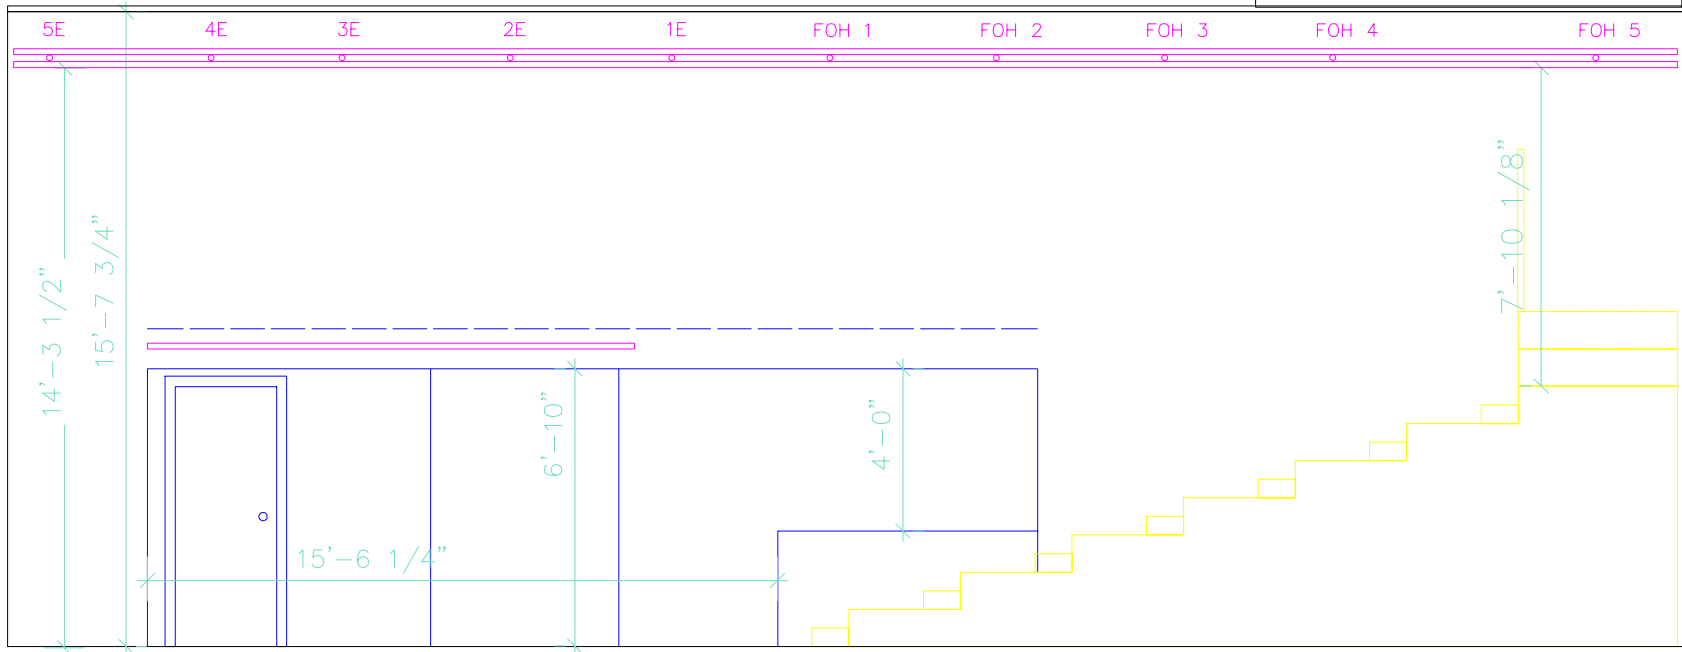 5E
4E
3E
2E
1E
FOH 1
FOH 2
FOH 3
FOH 4
FOH 5
14'-3 1/2"
15'-7 3/4"
7'-10 1/8"
6'-10"
4'-0"
15'-6 1/4"